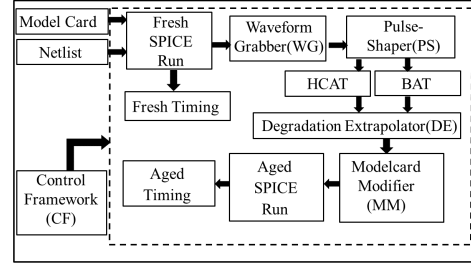 Model Card
Netlist
Fresh
SPICE
Run
Waveform
Grabber(WG)
Pulse-
Shaper(PS)
HCAT
BAT
Fresh Timing
Degradation Extrapolator(DE)
Control
Framework
(CF)
Aged
Timing
Aged
SPICE
Run
Modelcard
Modifier
(MM)